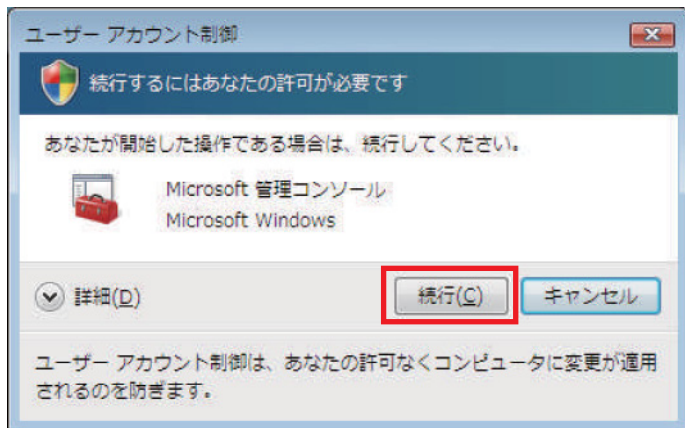 ユーザー アカウント制御
続行するにはあなたの許可が必要です
あなたが開始した操作である場合は、続行してください。
Microsoft 管理コンソール
Microsoft Windows
詳細(D)
続行(C)
キャンセル
ユーザー アカウント制御は、あなたの許可なくコンピュータに変更が適用
されるのを防ぎます。